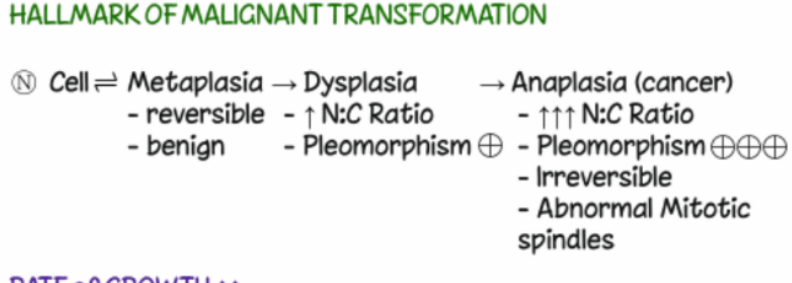 HALLMARK OF MALIGNANT TRANSFORMATION
Ⓝ Cell ⇌ Metaplasia → Dysplasia → Anaplasia (cancer)
- reversible - ↑ N:C Ratio - ↑↑↑ N:C Ratio
- benign - Pleomorphism ⊕ - Pleomorphism ⊕⊕⊕
- Irreversible
- Abnormal Mitotic
spindles